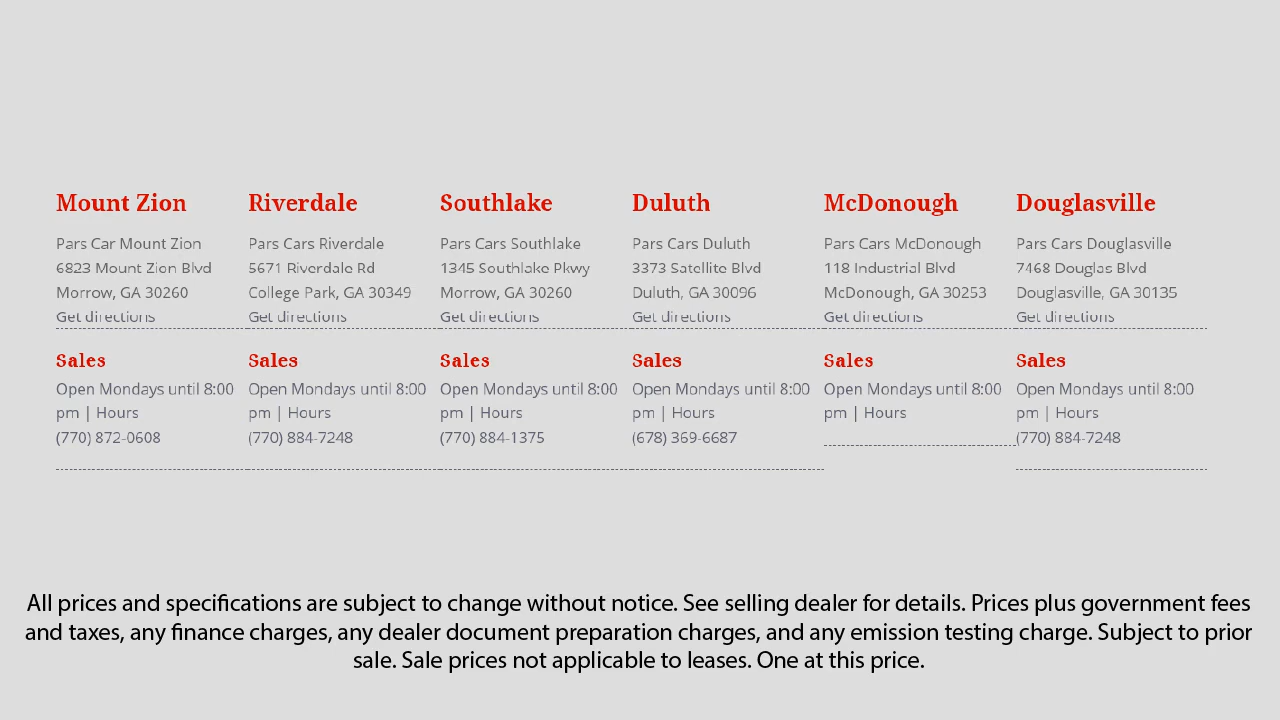 Mount Zion
Pars Car Mount Zion
6823 Mount Zion Blvd
Morrow, GA 30260
Get directions
Sales
Open Mondays until 8:00
pm | Hours
(770) 872-0608
Riverdale
Pars Cars Riverdale
5671 Riverdale Rd
College Park, GA 30349
Get directions
Sales
Open Mondays until 8:00
pm | Hours
(770) 884-7248
Southlake
Pars Cars Southlake
1345 Southlake Pkwy
Morrow, GA 30260
Get directions
Sales
Open Mondays until 8:00
pm | Hours
(770) 884-1375
Duluth
Pars Cars Duluth
3373 Satellite Blvd
Duluth, GA 30096
Get directions
Sales
Open Mondays until 8:00
pm | Hours
(678) 369-6687
McDonough
Pars Cars McDonough
118 Industrial Blvd
McDonough, GA 30253
Get directions
Sales
Open Mondays until 8:00
pm | Hours
Douglasville
Pars Cars Douglasville
7468 Douglas Blvd
Douglasville, GA 30135
Get directions
Sales
Open Mondays until 8:00
pm | Hours
(770) 884-7248
All prices and specifications are subject to change without notice. See selling dealer for details. Prices plus government fees
and taxes, any finance charges, any dealer document preparation charges, and any emission testing charge. Subject to prior
sale. Sale prices not applicable to leases. One at this price.